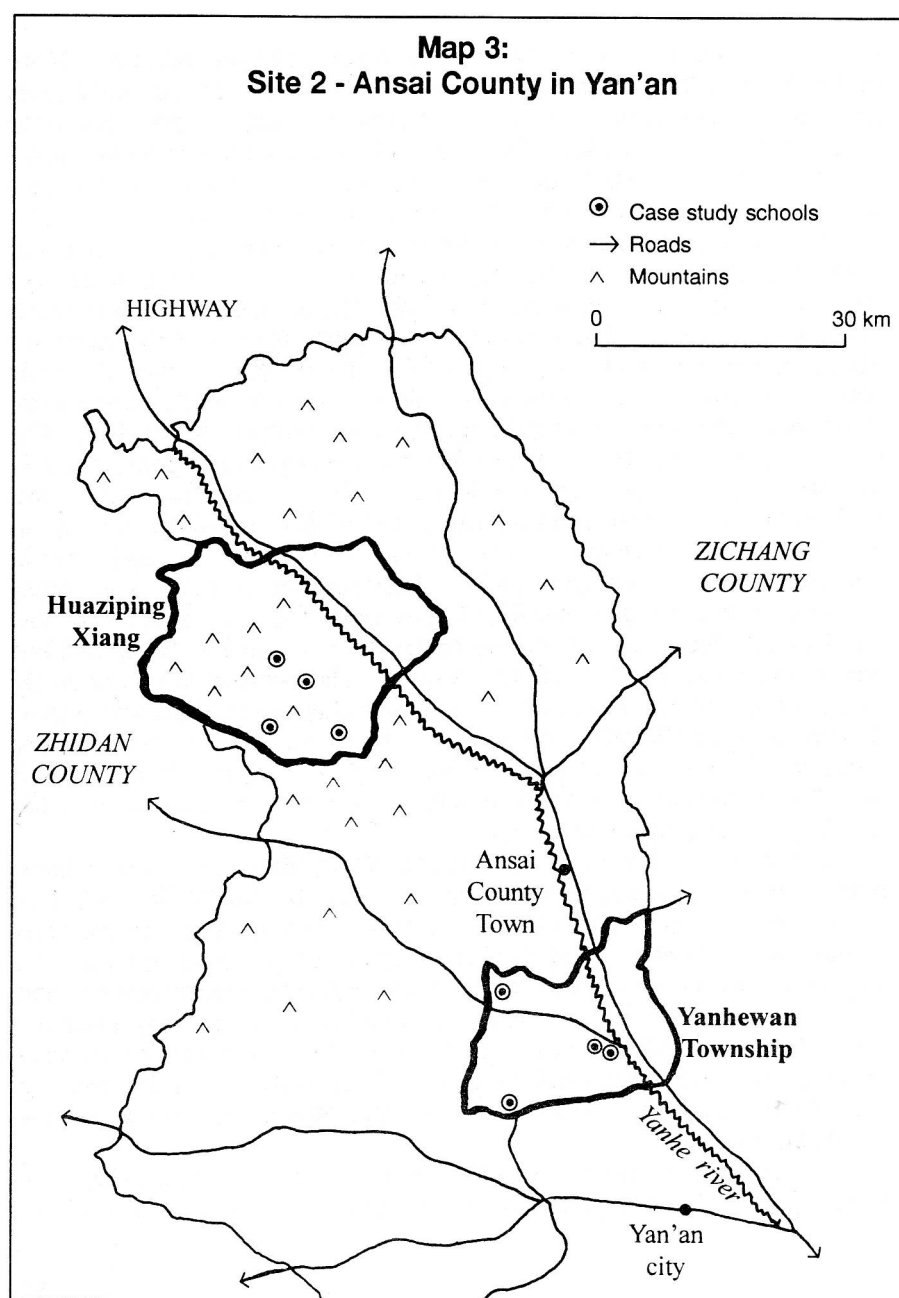 Map 3:
Site 2 - Ansai County in Yan'an
Case study schools
Roads
Mountains
0 30 km
HIGHWAY
ZICHANG
COUNTY
Huaziping
Xiang
ZHIDAN
COUNTY
Ansai
County
Town
Yanhewan
Township
Yanhe river
Yan'an
city